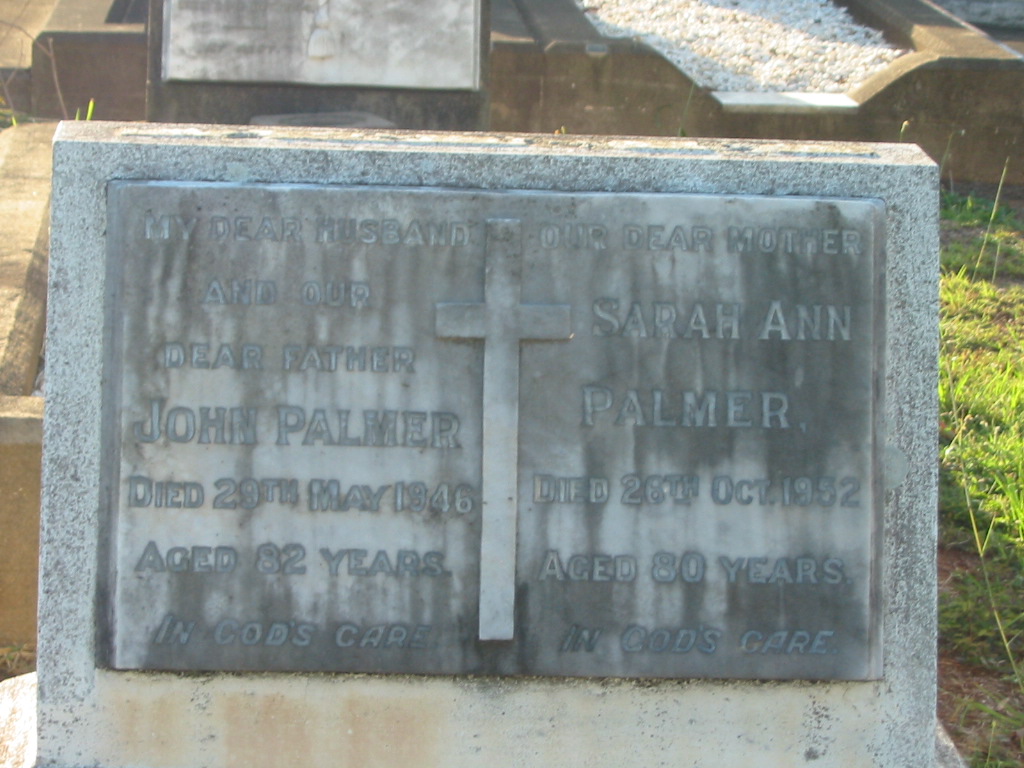 MY DEAR HUSBAND
AND OUR
DEAR FATHER
JOHN PALMER
DIED 29TH MAY 1946
AGED 82 YEARS.
IN GOD'S CARE.
OUR DEAR MOTHER
SARAH ANN
PALMER,
DIED 26TH OCT. 1952
AGED 80 YEARS.
IN GOD'S CARE.